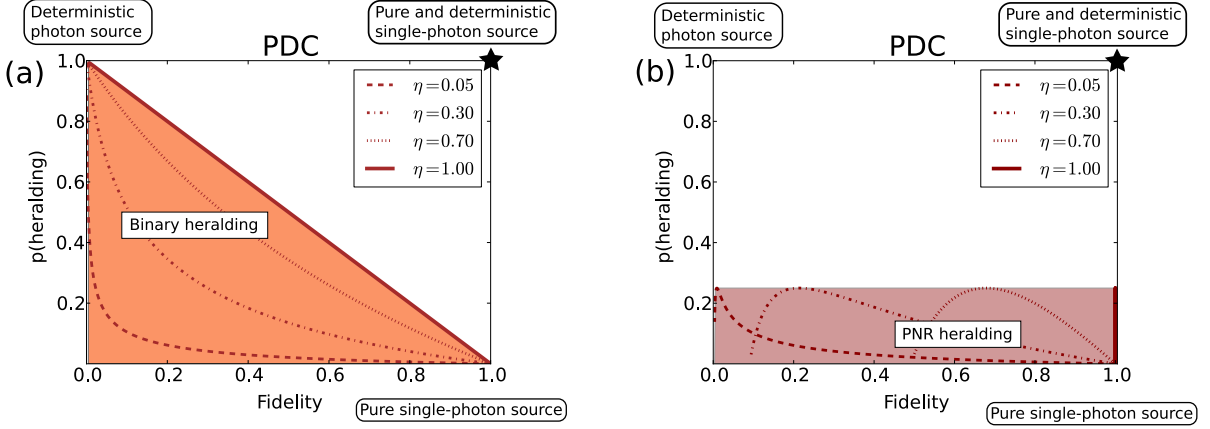 Deterministic
photon source
Pure and deterministic
single-photon source
PDC
(a)
1.0
0.8
0.6
0.4
0.2
p(heralding)
η=0.05
η=0.30
η=0.70
η=1.00
Binary heralding
0.0 0.2 0.4 0.6 0.8 1.0
Fidelity
Pure single-photon source
Deterministic
photon source
Pure and deterministic
single-photon source
PDC
(b)
1.0
0.8
0.6
0.4
0.2
p(heralding)
η=0.05
η=0.30
η=0.70
η=1.00
PNR heralding
0.0 0.2 0.4 0.6 0.8 1.0
Fidelity
Pure single-photon source